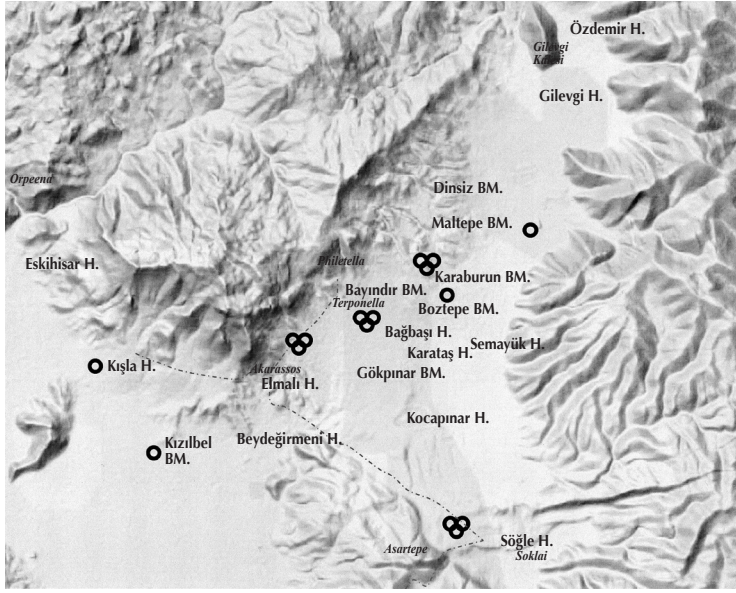 Özdemir H.
Gilevgi
Kalesi
Gilevgi H.
Orpeena
Dinsiz BM.
Maltepe BM.
Philetella
Eskihisar H.
Karaburun BM.
Bayındır BM.
Terponella
Boztepe BM.
Bağbaşı H.
Semayük H.
Karataş H.
Kışla H.
Akarassos
Gökpınar BM.
Elmalı H.
Kocapınar H.
Beydeğirmeni H.
Kızılbel
BM.
Söğle H.
Asartepe
Soklai